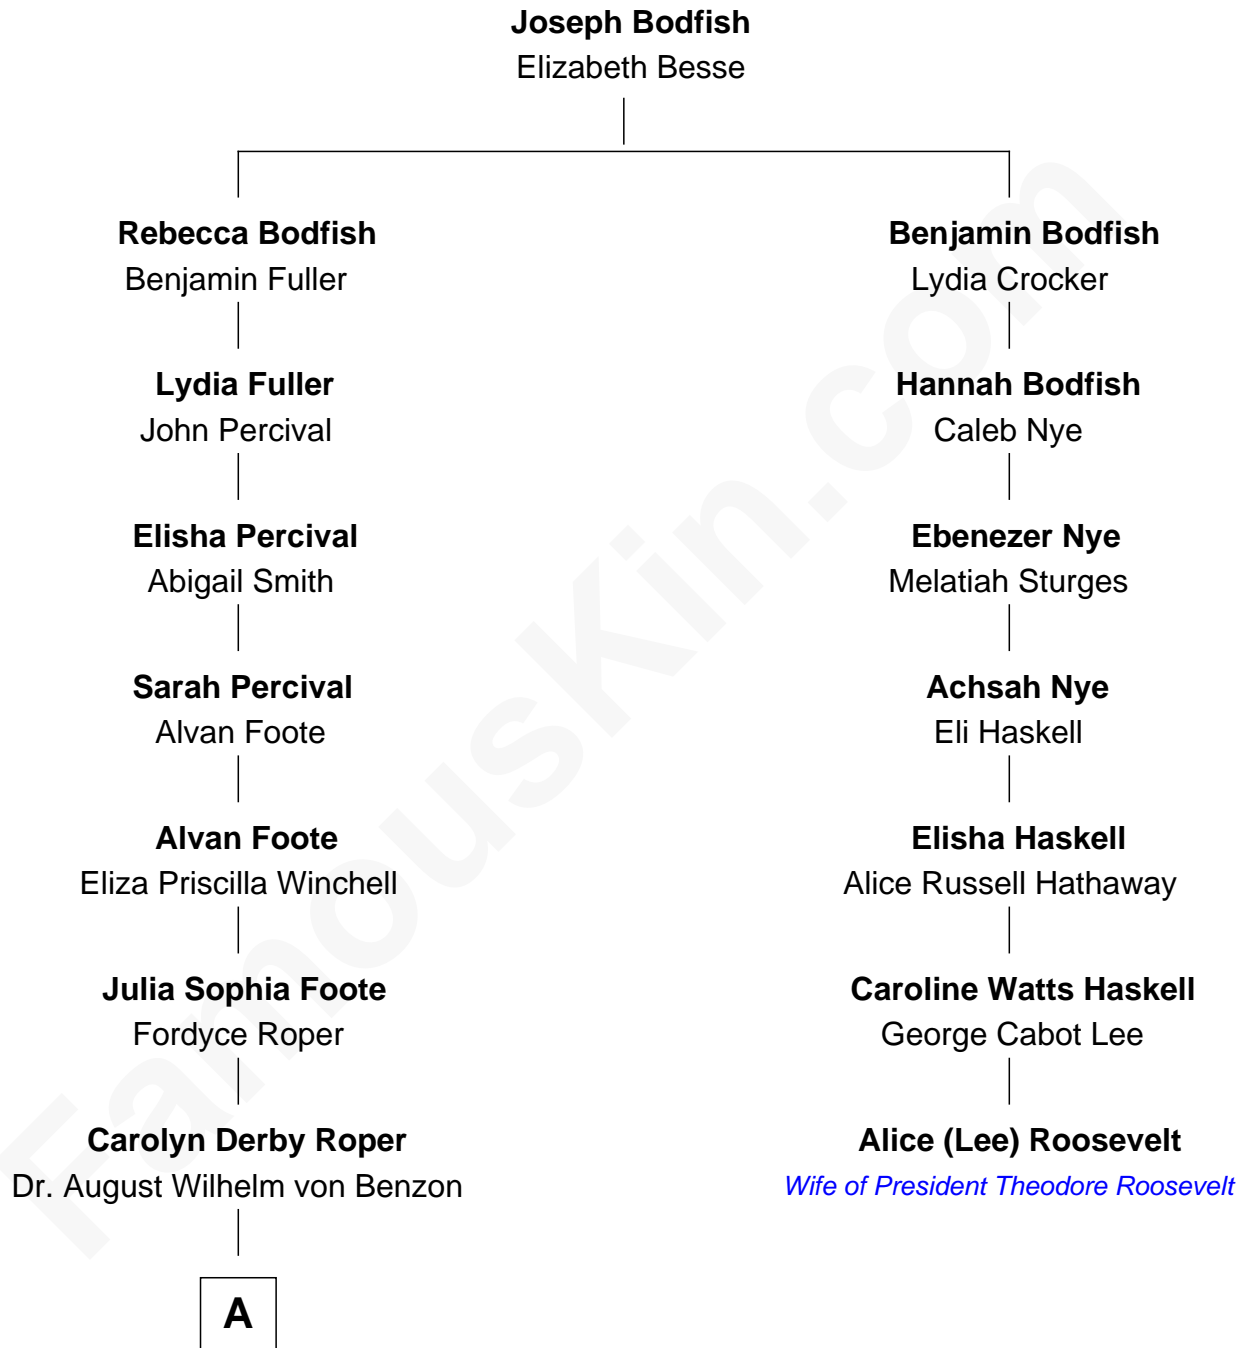 Joseph Bodfish
Elizabeth Besse
Rebecca Bodfish
Benjamin Fuller
Benjamin Bodfish
Lydia Crocker
Lydia Fuller
John Percival
Hannah Bodfish
Caleb Nye
Elisha Percival
Abigail Smith
Ebenezer Nye
Melatiah Sturges
Sarah Percival
Alvan Foote
Achsah Nye
Eli Haskell
Alvan Foote
Eliza Priscilla Winchell
Elisha Haskell
Alice Russell Hathaway
Julia Sophia Foote
Fordyce Roper
Caroline Watts Haskell
George Cabot Lee
Carolyn Derby Roper
Dr. August Wilhelm von Benzon
Alice (Lee) Roosevelt
Wife of President Theodore Roosevelt
A
FamousKin.com